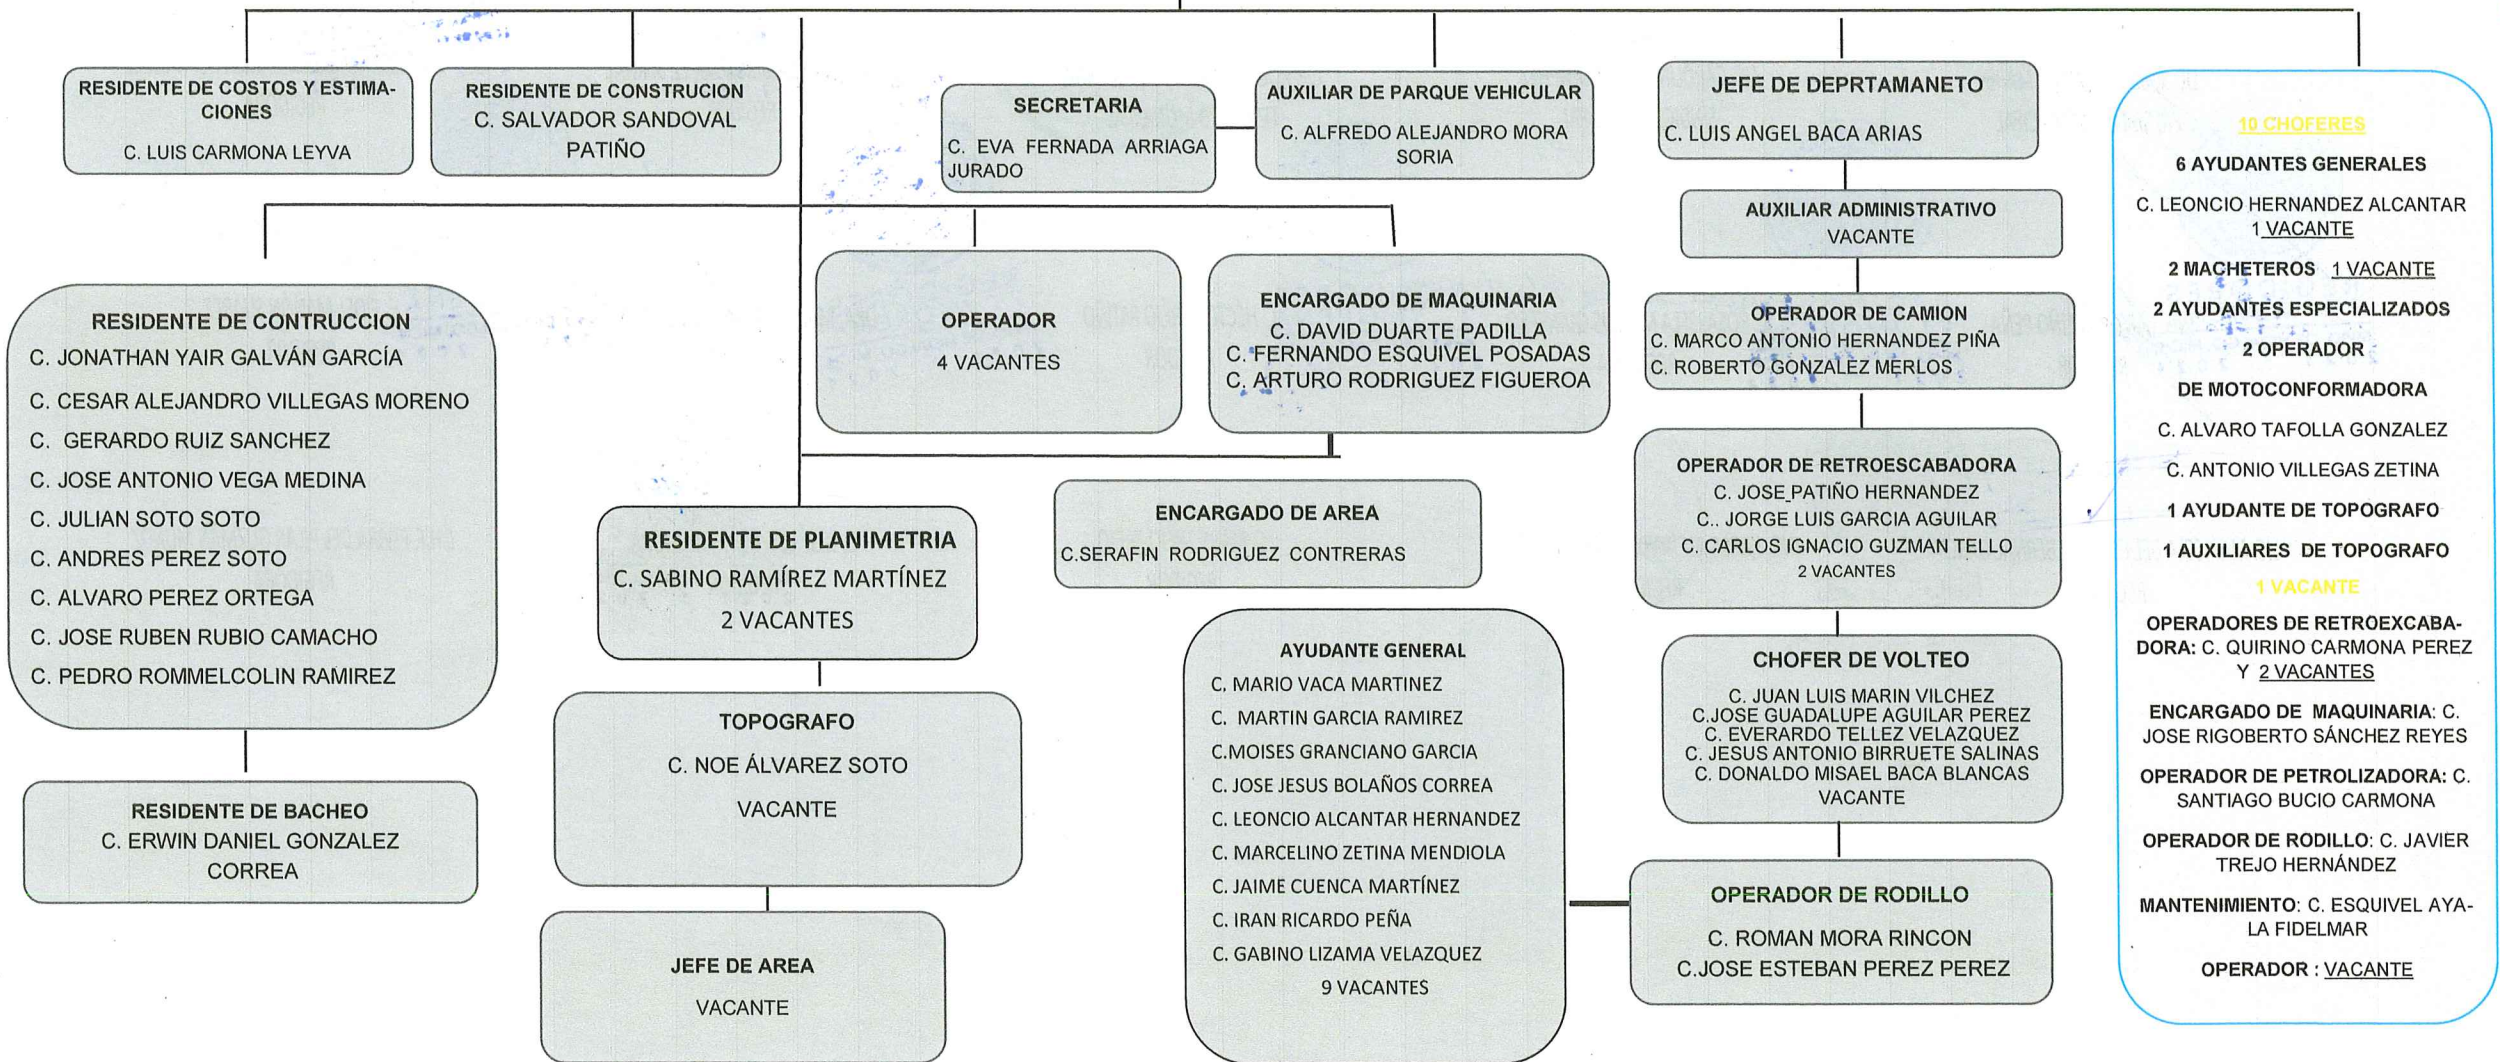 RESIDENTE DE COSTOS Y ESTIMA-
CIONES
C. LUIS CARMONA LEYVA
RESIDENTE DE CONSTRUCION
C. SALVADOR SANDOVAL
PATIÑO
SECRETARIA
C. EVA FERNADA ARRIAGA
JURADO
AUXILIAR DE PARQUE VEHICULAR
C. ALFREDO ALEJANDRO MORA
SORIA
JEFE DE DEPRTAMANETO
C. LUIS ANGEL BACA ARIAS
AUXILIAR ADMINISTRATIVO
VACANTE
OPERADOR DE CAMION
C. MARCO ANTONIO HERNANDEZ PIÑA
C. ROBERTO GONZALEZ MERLOS
OPERADOR DE RETROESCABADORA
C. JOSE PATIÑO HERNANDEZ
C.. JORGE LUIS GARCIA AGUILAR
C. CARLOS IGNACIO GUZMAN TELLO
2 VACANTES
CHOFER DE VOLTEO
C. JUAN LUIS MARIN VILCHEZ
C.JOSE GUADALUPE AGUILAR PEREZ
C. EVERARDO TELLEZ VELAZQUEZ
C. JESUS ANTONIO BIRRUETE SALINAS
C. DONALDO MISAEL BACA BLANCAS
VACANTE
OPERADOR DE RODILLO
C. ROMAN MORA RINCON
C.JOSE ESTEBAN PEREZ PEREZ
RESIDENTE DE CONTRUCCION
C. JONATHAN YAIR GALVÁN GARCÍA
C. CESAR ALEJANDRO VILLEGAS MORENO
C. GERARDO RUIZ SANCHEZ
C. JOSE ANTONIO VEGA MEDINA
C. JULIAN SOTO SOTO
C. ANDRES PEREZ SOTO
C. ALVARO PEREZ ORTEGA
C. JOSE RUBEN RUBIO CAMACHO
C. PEDRO ROMMELCOLIN RAMIREZ
RESIDENTE DE BACHEO
C. ERWIN DANIEL GONZALEZ
CORREA
OPERADOR
4 VACANTES
ENCARGADO DE MAQUINARIA
C. DAVID DUARTE PADILLA
C. FERNANDO ESQUIVEL POSADAS
C. ARTURO RODRIGUEZ FIGUEROA
RESIDENTE DE PLANIMETRIA
C. SABINO RAMÍREZ MARTÍNEZ
2 VACANTES
TOPOGRAFO
C. NOE ÁLVAREZ SOTO
VACANTE
JEFE DE AREA
VACANTE
ENCARGADO DE AREA
C.SERAFIN RODRIGUEZ CONTRERAS
AYUDANTE GENERAL
C. MARIO VACA MARTINEZ
C. MARTIN GARCIA RAMIREZ
C.MOISES GRANCIANO GARCIA
C. JOSE JESUS BOLAÑOS CORREA
C. LEONCIO ALCANTAR HERNANDEZ
C. MARCELINO ZETINA MENDIOLA
C. JAIME CUENCA MARTÍNEZ
C. IRAN RICARDO PEÑA
C. GABINO LIZAMA VELAZQUEZ
9 VACANTES
10 CHOFERES
6 AYUDANTES GENERALES
C. LEONCIO HERNANDEZ ALCANTAR
1 VACANTE
2 MACHETEROS 1 VACANTE
2 AYUDANTES ESPECIALIZADOS
2 OPERADOR
DE MOTOCONFORMADORA
C. ALVARO TAFOLLA GONZALEZ
C. ANTONIO VILLEGAS ZETINA
1 AYUDANTE DE TOPOGRAFO
1 AUXILIARES DE TOPOGRAFO
1 VACANTE
OPERADORES DE RETROEXCABA-
DORA: C. QUIRINO CARMONA PEREZ
Y 2 VACANTES
ENCARGADO DE MAQUINARIA: C.
JOSE RIGOBERTO SÁNCHEZ REYES
OPERADOR DE PETROLIZADORA: C.
SANTIAGO BUCIO CARMONA
OPERADOR DE RODILLO: C. JAVIER
TREJO HERNÁNDEZ
MANTENIMIENTO: C. ESQUIVEL AYA-
LA FIDELMAR
OPERADOR : VACANTE